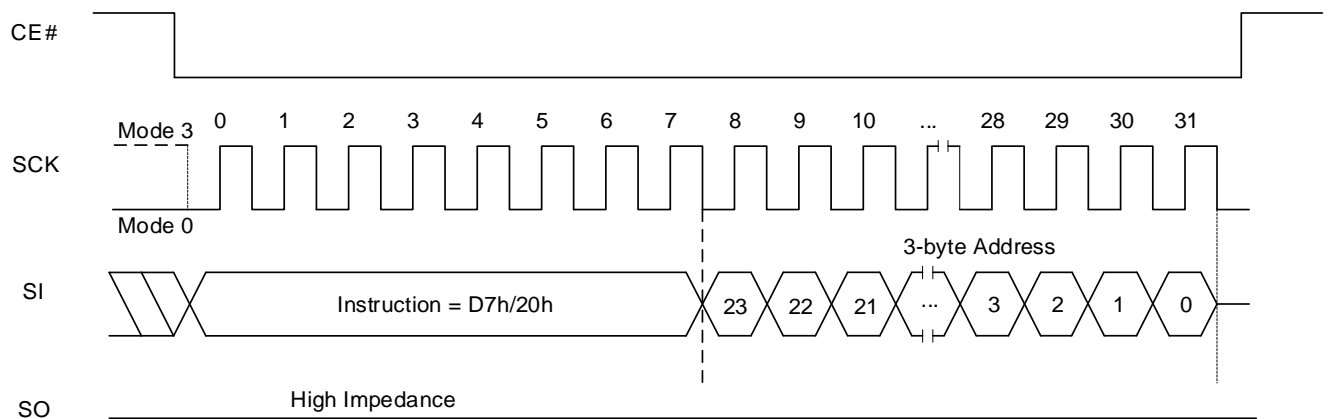 CE#
0 1 2 3 4 5 6 7 8 9 10 ... 28 29 30 31
Mode 3
SCK
Mode 0
3-byte Address
SI
Instruction = D7h/20h 23 22 21 ... 3 2 1 0
High Impedance
SO